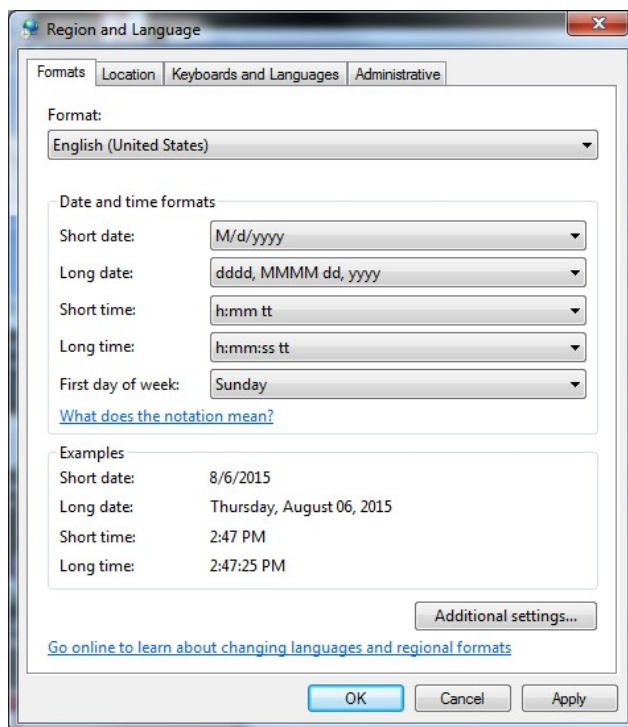 Region and Language
Formats Location Keyboards and Languages Administrative
Format:
English (United States)
Date and time formats
Short date: M/d/yyyy
Long date: dddd, MMMM dd, yyyy
Short time: h:mm tt
Long time: h:mm:ss tt
First day of week: Sunday
What does the notation mean?
Examples
Short date: 8/6/2015
Long date: Thursday, August 06, 2015
Short time: 2:47 PM
Long time: 2:47:25 PM
Additional settings...
Go online to learn about changing languages and regional formats
OK Cancel Apply